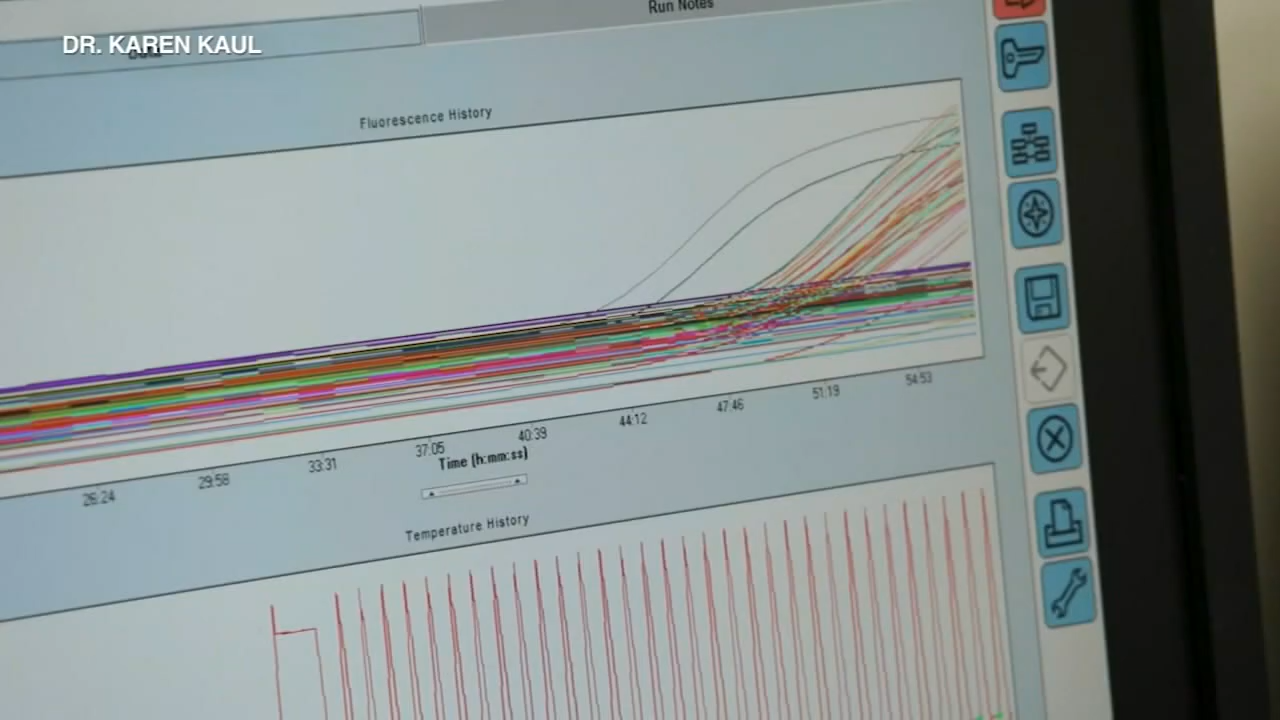 Run Notes
DR. KAREN KAUL
Fluorescence History
26:24
29:58
33:31
37:05
40:39
44:12
47:46
51:19
54:53
Time (h:mm:ss)
Temperature History